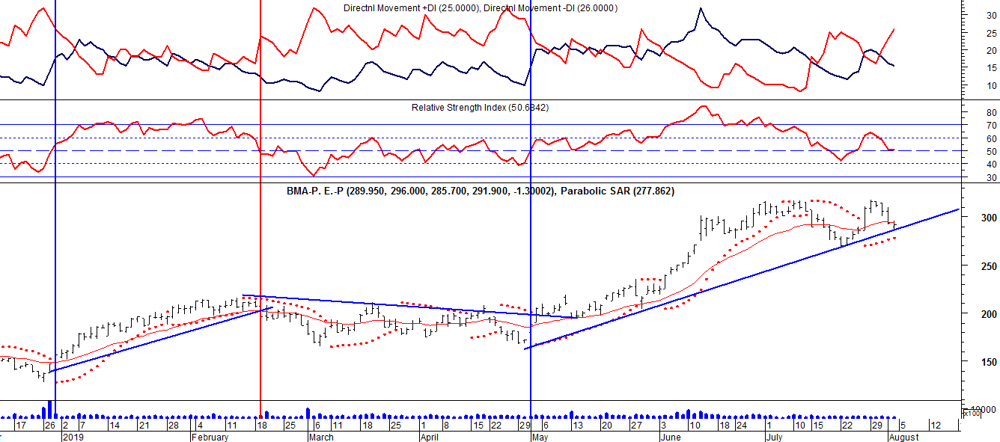 Directnl Movement +DI (25.0000), Directnl Movement -DI (26.0000)
30
25
20
15
10
Relative Strength Index (50.6842)
80
70
60
50
40
30
BMA-P. E.-P (289.950, 296.000, 285.700, 291.900, -1.30002), Parabolic SAR (277.862)
300
250
200
150
10000
x100
17 26 2 7 14 21 28 4 11 18 25 6 11 18 25 1 8 15 22 29 6 13 20 27 3 10 18 24 1 10 15 22 29 5 12
r 2019 February March April May June July August